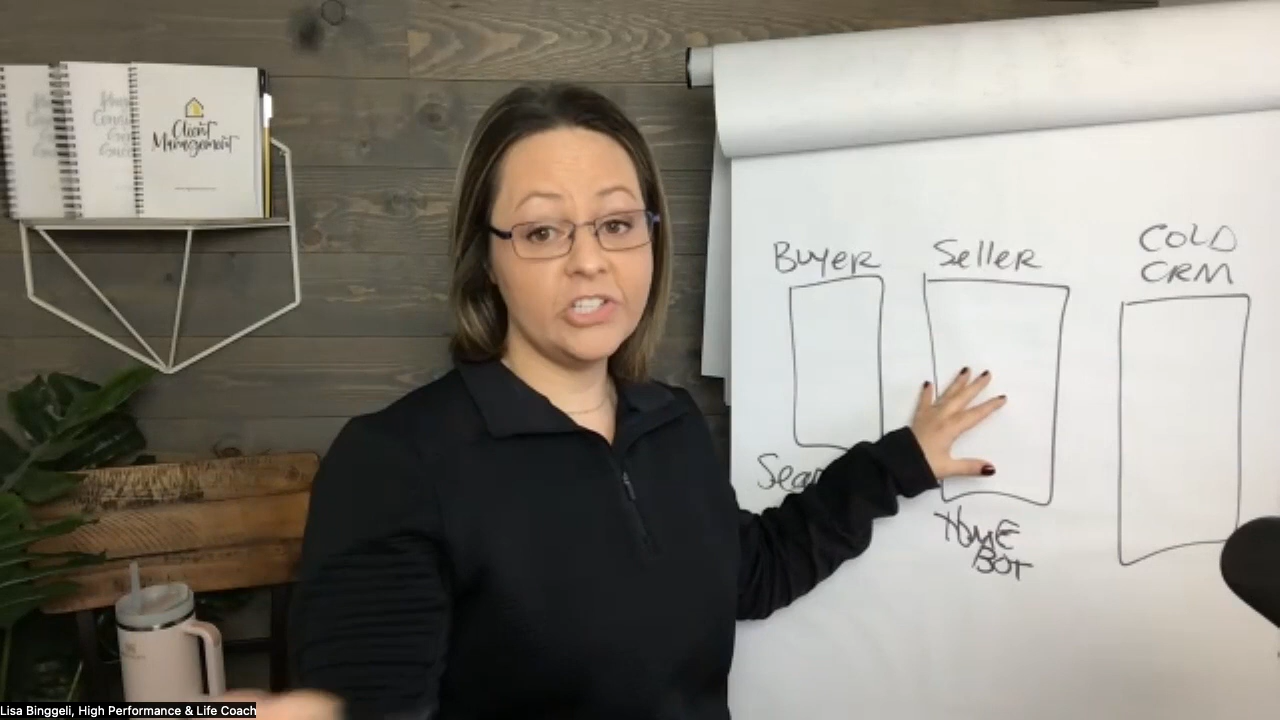 Client
Management
Buyer
Seller
COLD
CRM
HOME
BOT
Lisa Binggeli, High Performance & Life Coach